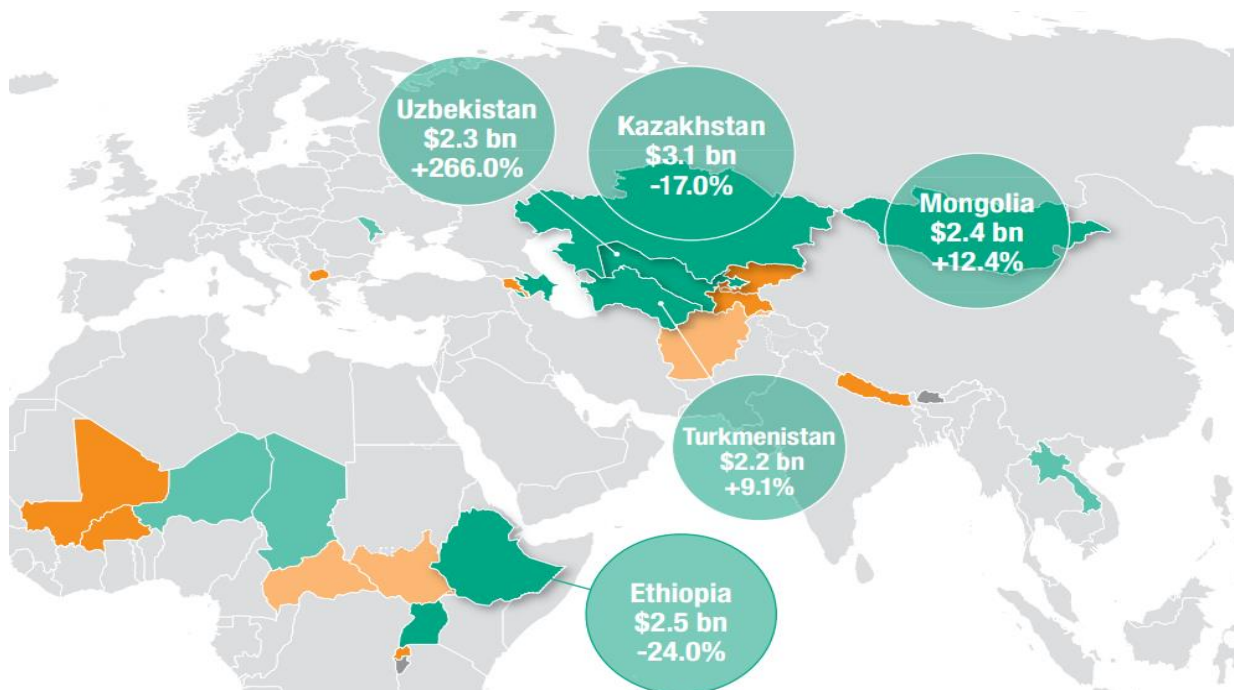 Uzbekistan
$2.3 bn
+266.0%
Kazakhstan
$3.1 bn
-17.0%
Mongolia
$2.4 bn
+12.4%
Turkmenistan
$2.2 bn
+9.1%
Ethiopia
$2.5 bn
-24.0%